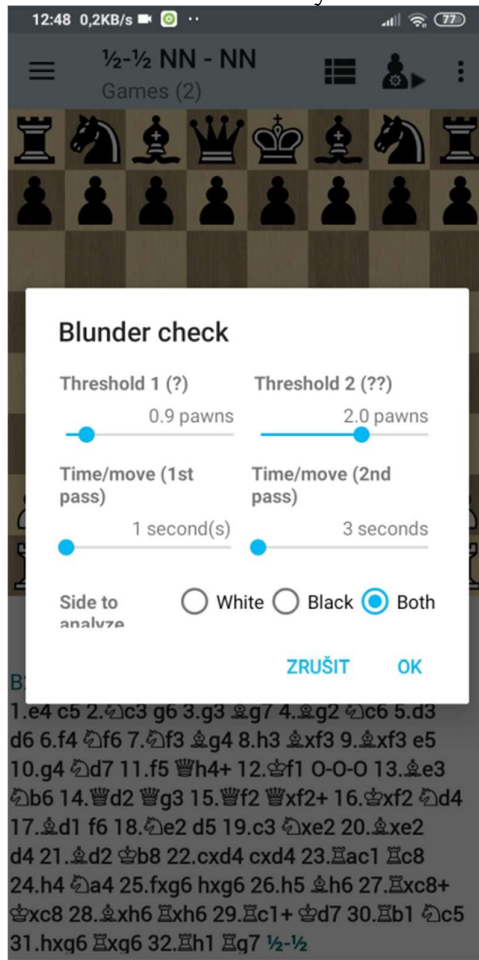 12:48 0,2KB/s 77
½-½ NN - NN
Games (2)
Blunder check
Threshold 1 (?) Threshold 2 (??)
0.9 pawns 2.0 pawns
Time/move (1st pass) Time/move (2nd pass)
1 second(s) 3 seconds
Side to analyze White Black Both
ZRUŠIT OK
1.e4 c5 2.♘c3 g6 3.g3 ♗g7 4.♗g2 ♘c6 5.d3
d6 6.f4 ♘f6 7.♘f3 ♗g4 8.h3 ♗xf3 9.♗xf3 e5
10.g4 ♘d7 11.f5 ♕h4+ 12.♔f1 O-O-O 13.♗e3
♘b6 14.♕d2 ♕g3 15.♕f2 ♕xf2+ 16.♔xf2 ♘d4
17.♗d1 f6 18.♘e2 d5 19.c3 ♘xe2 20.♗xe2
d4 21.♗d2 ♔b8 22.cxd4 cxd4 23.♖ac1 ♖c8
24.h4 ♘a4 25.fxg6 hxg6 26.h5 ♗h6 27.♖xc8+
♔xc8 28.♗xh6 ♖xh6 29.♖c1+ ♔d7 30.♖b1 ♘c5
31.hxg6 ♖xg6 32.♖h1 ♖g7 ½-½